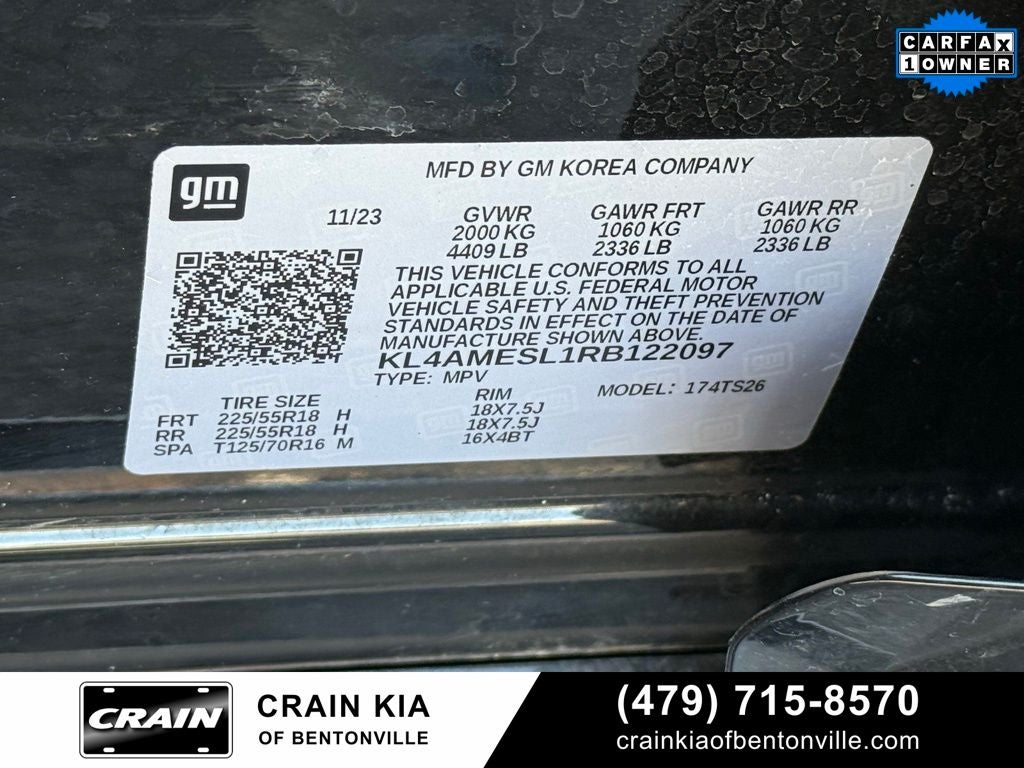 CARFAX
1 OWNER
gm
MFD BY GM KOREA COMPANY
11/23
GVWR GAWR FRT GAWR RR
2000 KG 1060 KG 1060 KG
4409 LB 2336 LB 2336 LB
THIS VEHICLE CONFORMS TO ALL
APPLICABLE U.S. FEDERAL MOTOR
VEHICLE SAFETY AND THEFT PREVENTION
STANDARDS IN EFFECT ON THE DATE OF
MANUFACTURE SHOWN ABOVE.
KL4AMESL1RB122097
TYPE: MPV MODEL: 174TS26
TIRE SIZE RIM
FRT 225/55R18 H 18X7.5J
RR 225/55R18 H 18X7.5J
SPA T125/70R16 M 16X4BT
CRAIN
CRAIN KIA
OF BENTONVILLE
(479) 715-8570
crainkiaofbentonville.com